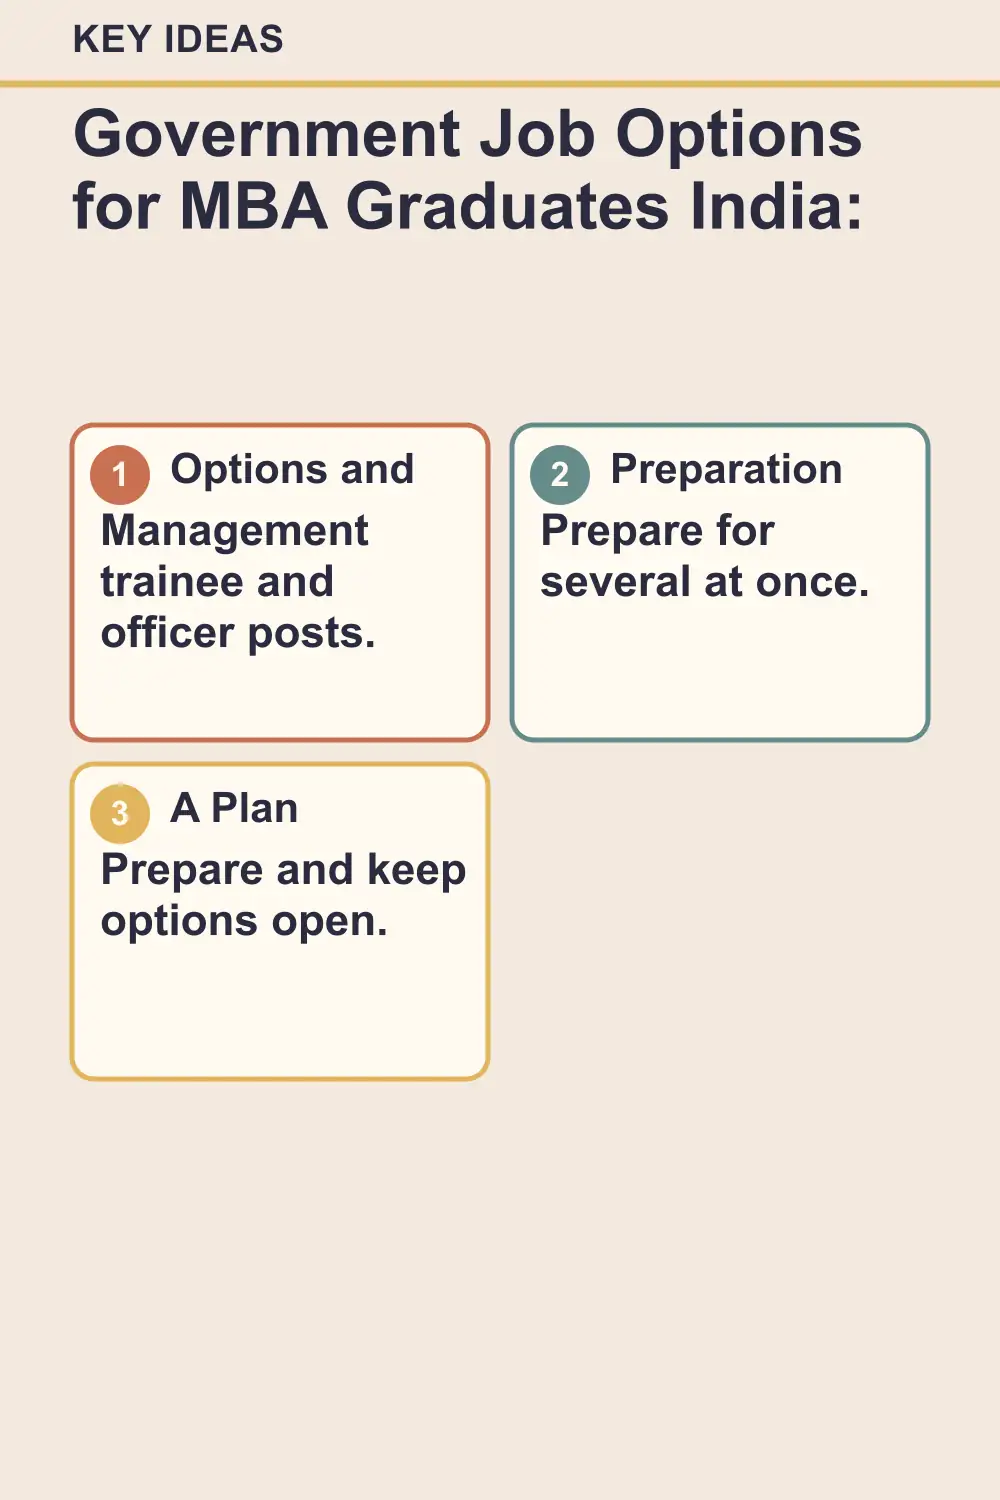 KEY IDEAS
Government Job Options
for MBA Graduates India:
1 Options and
Management
trainee and
officer posts.
2 Preparation
Prepare for
several at once.
3 A Plan
Prepare and keep
options open.